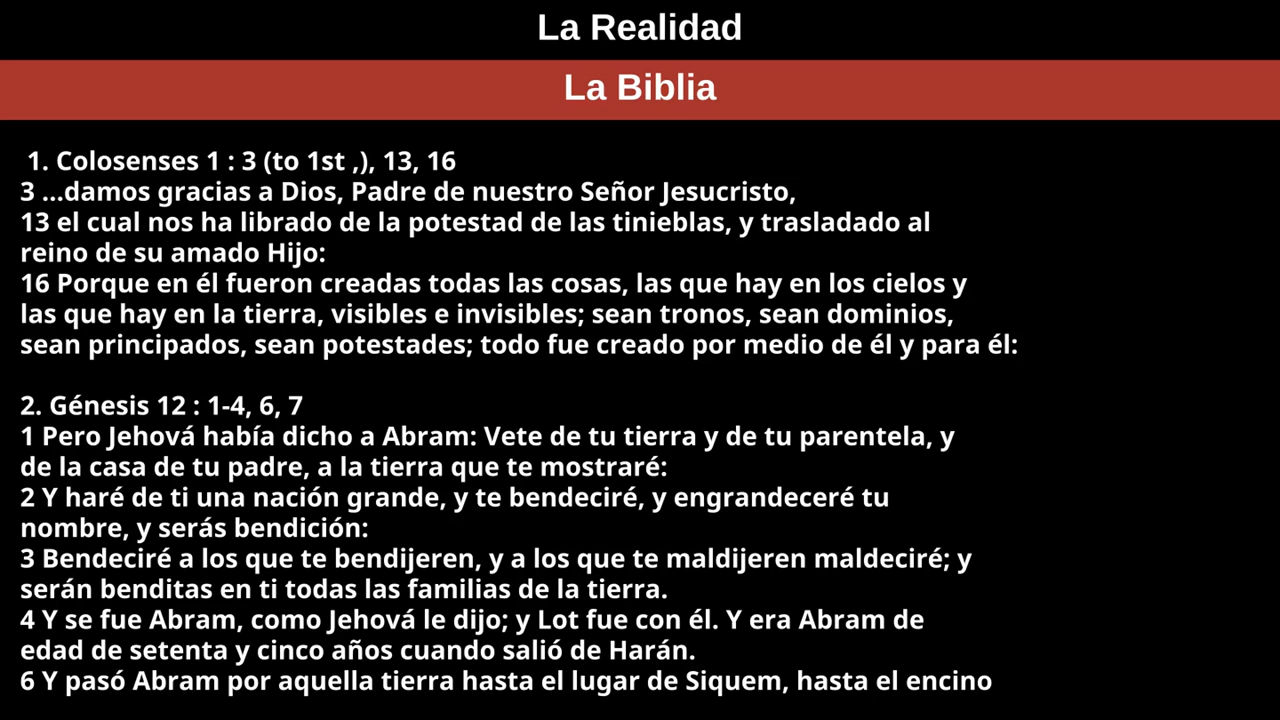 La Realidad
La Biblia
1. Colosenses 1 : 3 (to 1st ,), 13, 16
3 ...damos gracias a Dios, Padre de nuestro Señor Jesucristo,
13 el cual nos ha librado de la potestad de las tinieblas, y trasladado al
reino de su amado Hijo:
16 Porque en él fueron creadas todas las cosas, las que hay en los cielos y
las que hay en la tierra, visibles e invisibles; sean tronos, sean dominios,
sean principados, sean potestades; todo fue creado por medio de él y para él:
2. Génesis 12 : 1-4, 6, 7
1 Pero Jehová había dicho a Abram: Vete de tu tierra y de tu parentela, y
de la casa de tu padre, a la tierra que te mostraré:
2 Y haré de ti una nación grande, y te bendeciré, y engrandeceré tu
nombre, y serás bendición:
3 Bendeciré a los que te bendijeren, y a los que te maldijeren maldeciré; y
serán benditas en ti todas las familias de la tierra.
4 Y se fue Abram, como Jehová le dijo; y Lot fue con él. Y era Abram de
edad de setenta y cinco años cuando salió de Harán.
6 Y pasó Abram por aquella tierra hasta el lugar de Siquem, hasta el encino